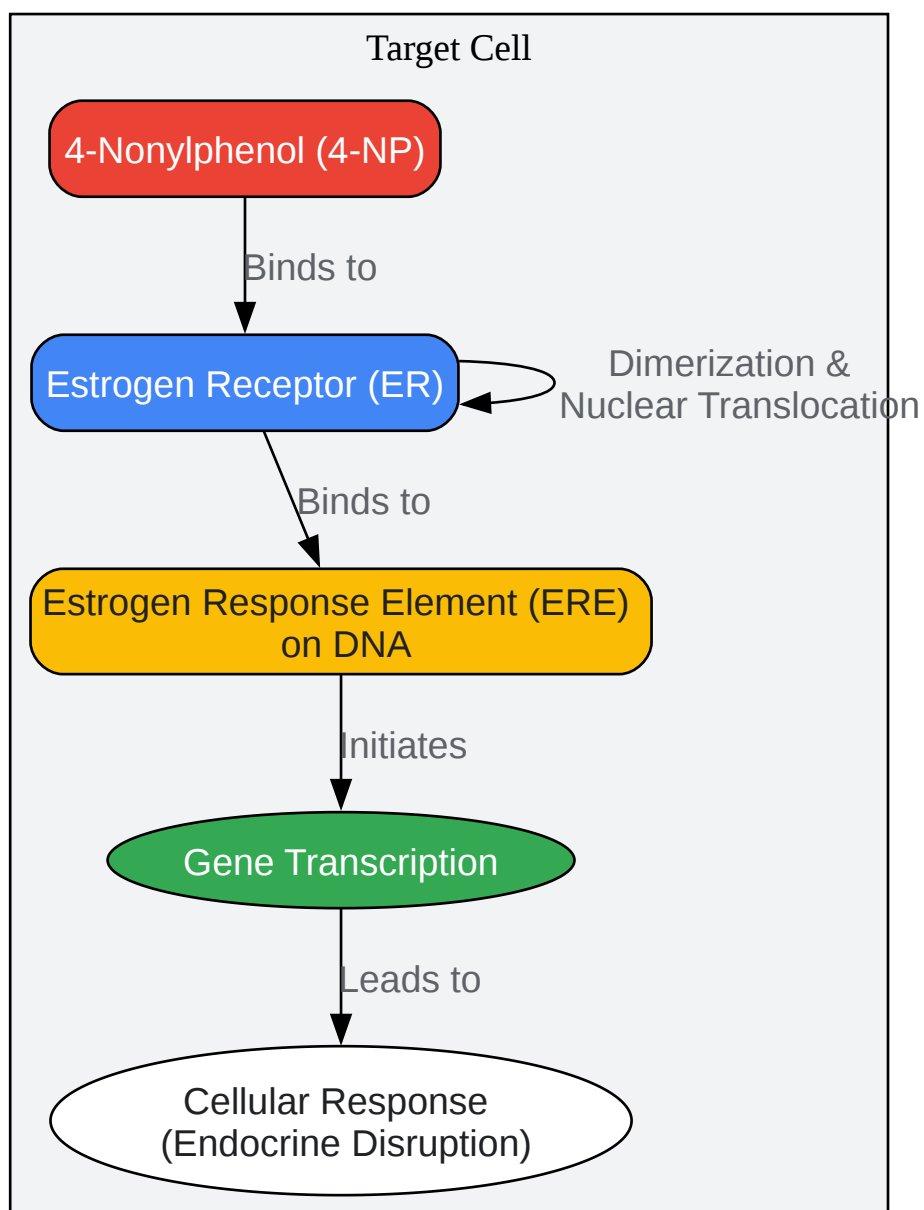 Target Cell
4-Nonylphenol (4-NP)
Binds to
Estrogen Receptor (ER)
Dimerization &
Nuclear Translocation
Binds to
Estrogen Response Element (ERE)
on DNA
Initiates
Gene Transcription
Leads to
Cellular Response
(Endocrine Disruption)